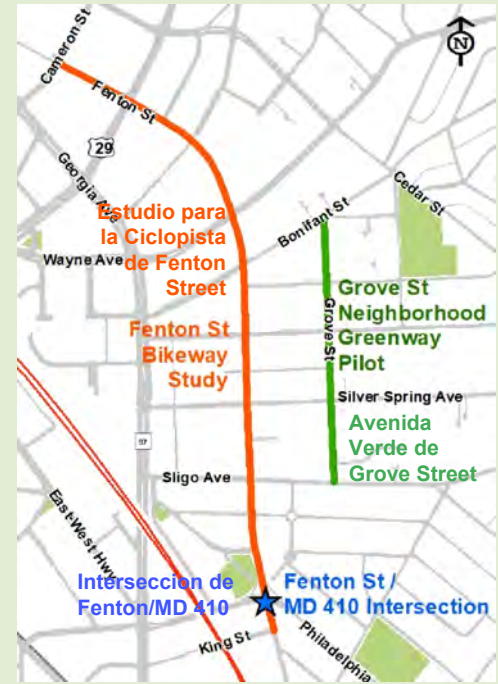 Cameron St
N
Fenton St
29
Georgia Ave
Cedar St
Bonifant St
Estudio para
la Ciclopista
de Fenton
Street
Wayne Ave
Grove St
Neighborhood
Greenway
Pilot
Grove St
Fenton St
Bikeway
Study
Silver Spring Ave
Avenida
Verde de
Grove Street
97
Sligo Ave
East-West Hwy
Intersección de
Fenton/MD 410
Fenton St /
MD 410 Intersection
King St
Philadelphia